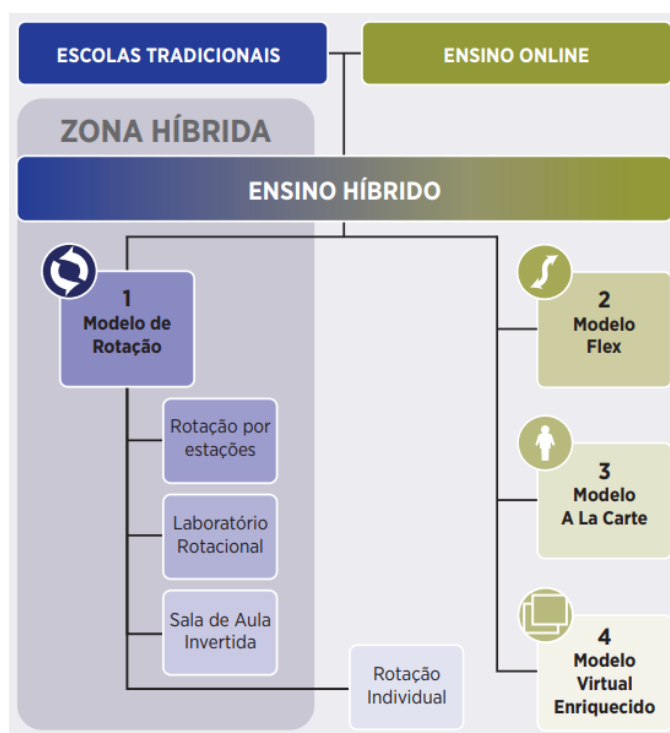 ESCOLAS TRADICIONAIS
ENSINO ONLINE
ZONA HÍBRIDA
ENSINO HÍBRIDO
1
Modelo de
Rotação
Rotação por
estações
Laboratório
Rotacional
Sala de Aula
Invertida
Rotação
Individual
2
Modelo
Flex
3
Modelo
A La Carte
4
Modelo
Virtual
Enriquecido